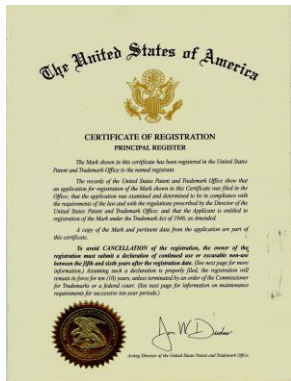 The United States of America
CERTIFICATE OF REGISTRATION
PRINCIPAL REGISTER
The Mark shown in this certificate has been registered in the United States
Patent and Trademark Office to the named registrant.
The records of the United States Patent and Trademark Office show that
an application for registration of the Mark shown in this Certificate was filed in the
Office; that the application was examined and determined to be in compliance with
the requirements of the law and with the regulations prescribed by the Director of the
United States Patent and Trademark Office; and that the Applicant is entitled to
registration of the Mark under the Trademark Act of 1946, as Amended.
A copy of the Mark and pertinent data from the application are part of
this certificate.
To avoid CANCELLATION of the registration, the owner of the
registration must submit a declaration of continued use or excusable non-use
between the fifth and sixth years after the registration date. (See next page for more
information.) Assuming such a declaration is properly filed, the registration will
remain in force for ten (10) years, unless terminated by an order of the Commissioner
for Trademarks or a federal court. (See next page for information on maintenance
requirements for successive ten-year periods.)
Acting Director of the United States Patent and Trademark Office